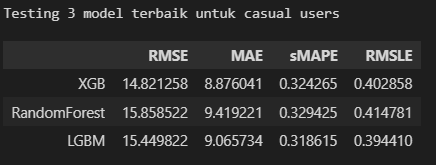 Testing 3 model terbaik untuk casual users
RMSE MAE sMAPE RMSLE
XGB 14.821258 8.876041 0.324265 0.402858
RandomForest 15.858522 9.419221 0.329425 0.414781
LGBM 15.449822 9.065734 0.318615 0.394410